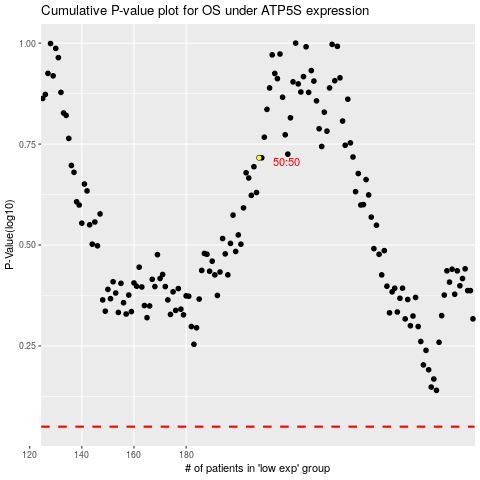 Cumulative P-value plot for OS under ATP5S expression
P-Value(log10)
1.00
0.75
0.50
0.25
50:50
120 140 160 180
# of patients in 'low exp' group